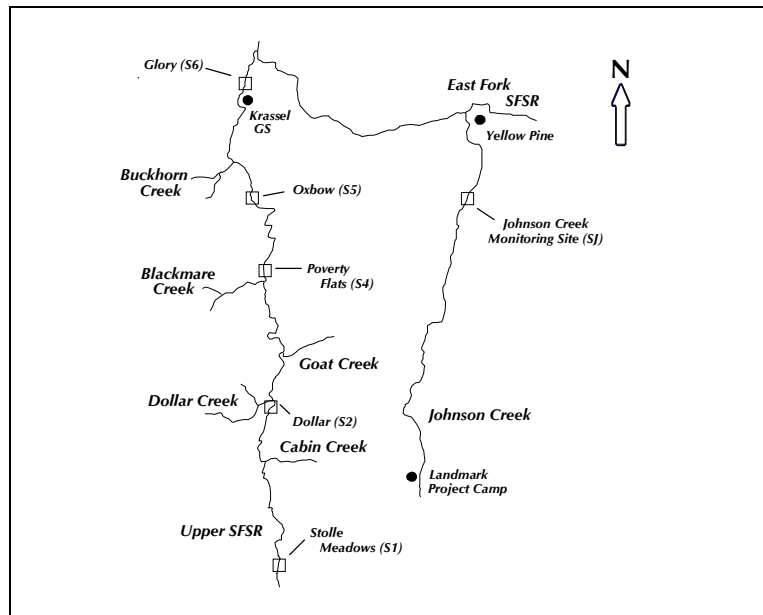 Glory (S6)
East Fork
SFSR
N
Krassel
GS
Yellow Pine
Buckhorn
Creek
Oxbow (S5)
Johnson Creek
Monitoring Site (SJ)
Blackmare
Creek
Poverty
Flats (S4)
Goat Creek
Dollar Creek
Dollar (S2)
Johnson Creek
Cabin Creek
Landmark
Project Camp
Upper SFSR
Stolle
Meadows (S1)